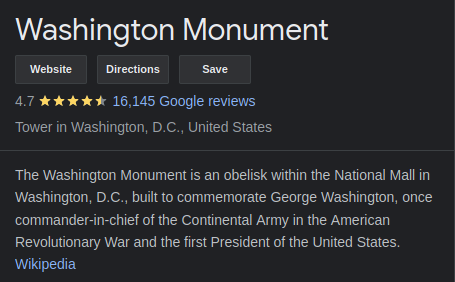 Washington Monument
Website Directions Save
4.7 16,145 Google reviews
Tower in Washington, D.C., United States
The Washington Monument is an obelisk within the National Mall in
Washington, D.C., built to commemorate George Washington, once
commander-in-chief of the Continental Army in the American
Revolutionary War and the first President of the United States.
Wikipedia